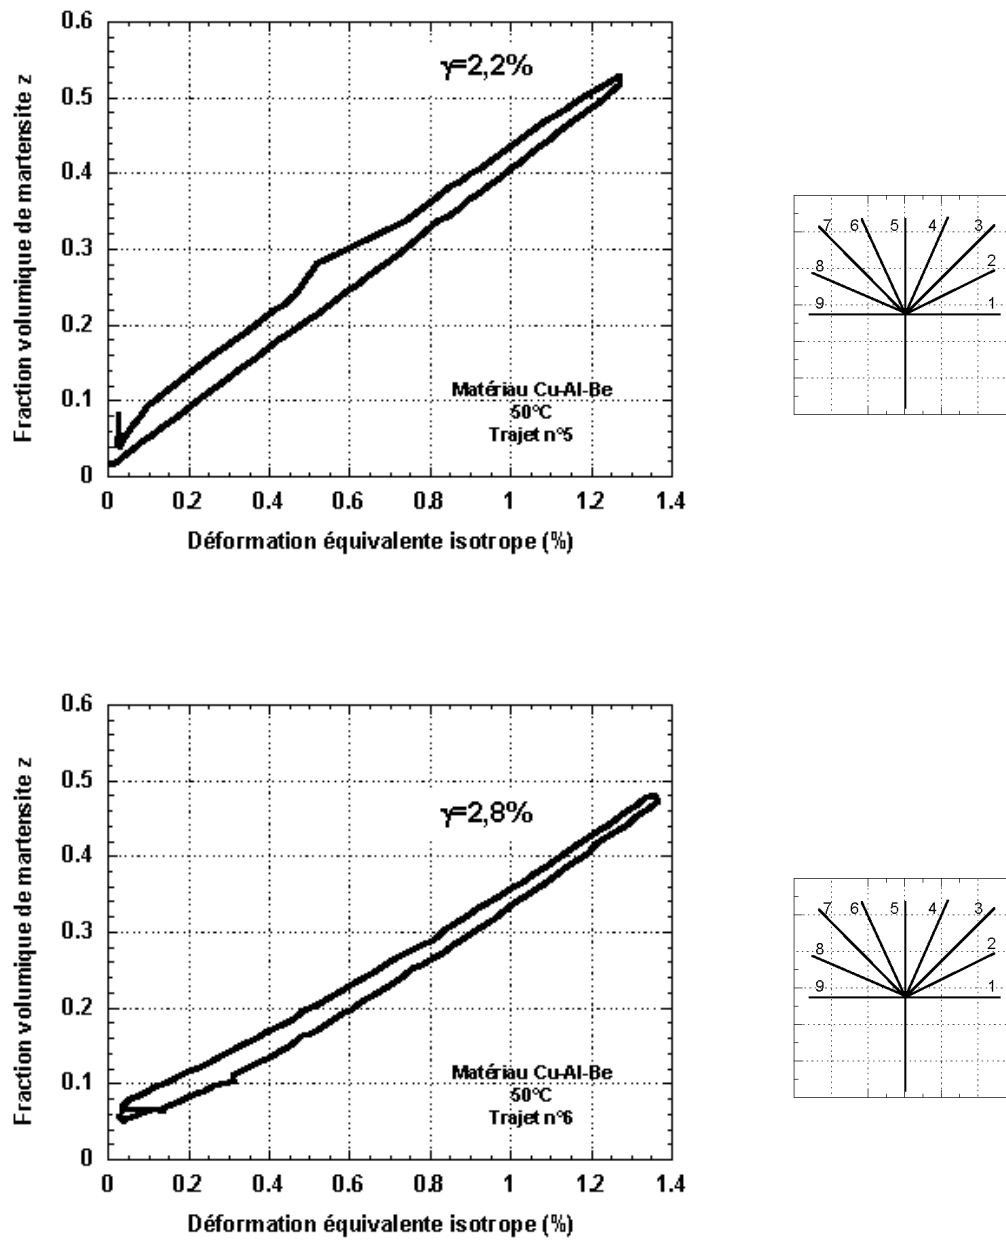 0.6
0.5
0.4
0.3
0.2
0.1
0
Fraction volumique de martensite z
γ=2,2%
Matériau Cu-Al-Be
50°C
Trajet n°5
0 0.2 0.4 0.6 0.8 1 1.2 1.4
Déformation équivalente isotrope (%)
7 6 5 4 3
8 2
9 1
0.6
0.5
0.4
0.3
0.2
0.1
0
Fraction volumique de martensite z
γ=2,8%
Matériau Cu-Al-Be
50°C
Trajet n°6
0 0.2 0.4 0.6 0.8 1 1.2 1.4
Déformation équivalente isotrope (%)
7 6 5 4 3
8 2
9 1